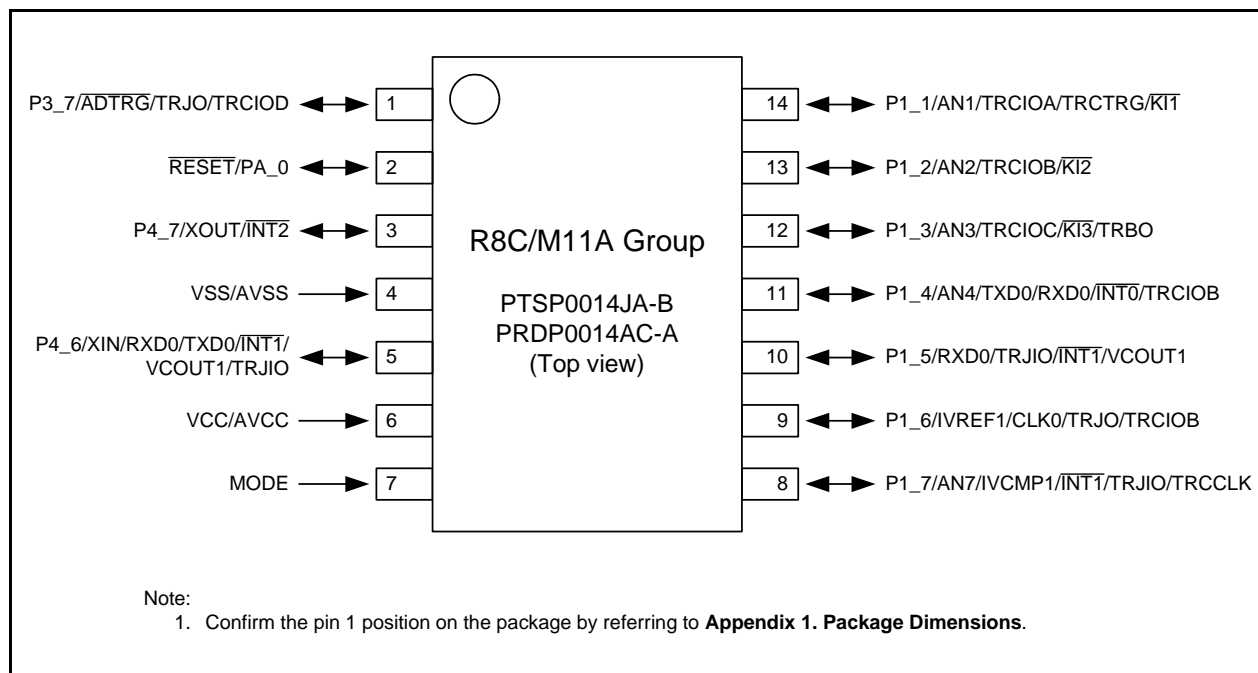 P3_7/ADTRG/TRJO/TRCIOD
1
RESET/PA_0
2
P4_7/XOUT/INT2
3
VSS/AVSS
4
P4_6/XIN/RXD0/TXD0/INT1/
VCOUT1/TRJIO
5
VCC/AVCC
6
MODE
7
R8C/M11A Group
PTSP0014JA-B
PRDP0014AC-A
(Top view)
14
P1_1/AN1/TRCIOA/TRCTRG/KI1
13
P1_2/AN2/TRCIOB/KI2
12
P1_3/AN3/TRCIOC/KI3/TRBO
11
P1_4/AN4/TXD0/RXD0/INT0/TRCIOB
10
P1_5/RXD0/TRJIO/INT1/VCOUT1
9
P1_6/IVREF1/CLK0/TRJO/TRCIOB
8
P1_7/AN7/IVCMP1/INT1/TRJIO/TRCCLK
Note:
1. Confirm the pin 1 position on the package by referring to Appendix 1. Package Dimensions.